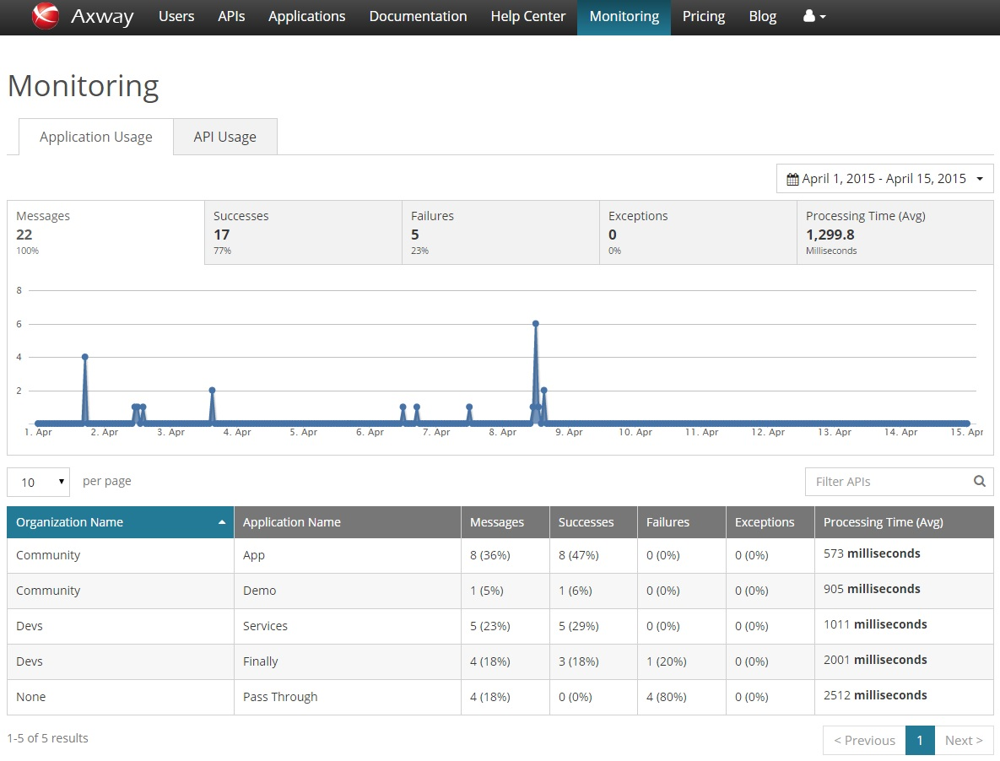 Axway Users APIs Applications Documentation Help Center Monitoring Pricing Blog
Monitoring
Application Usage API Usage
April 1, 2015 - April 15, 2015
Messages Successes Failures Exceptions Processing Time (Avg)
22 17 5 0 1,299.8
100% 77% 23% 0% Milliseconds
8
6
4
2
1. Apr 2. Apr 3. Apr 4. Apr 5. Apr 6. Apr 7. Apr 8. Apr 9. Apr 10. Apr 11. Apr 12. Apr 13. Apr 14. Apr 15. Apr
10 per page Filter APIs
Organization Name Application Name Messages Successes Failures Exceptions Processing Time (Avg)
Community App 8 (36%) 8 (47%) 0 (0%) 0 (0%) 573 milliseconds
Community Demo 1 (5%) 1 (6%) 0 (0%) 0 (0%) 905 milliseconds
Devs Services 5 (23%) 5 (29%) 0 (0%) 0 (0%) 1011 milliseconds
Devs Finally 4 (18%) 3 (18%) 1 (20%) 0 (0%) 2001 milliseconds
None Pass Through 4 (18%) 0 (0%) 4 (80%) 0 (0%) 2512 milliseconds
1-5 of 5 results < Previous 1 Next >